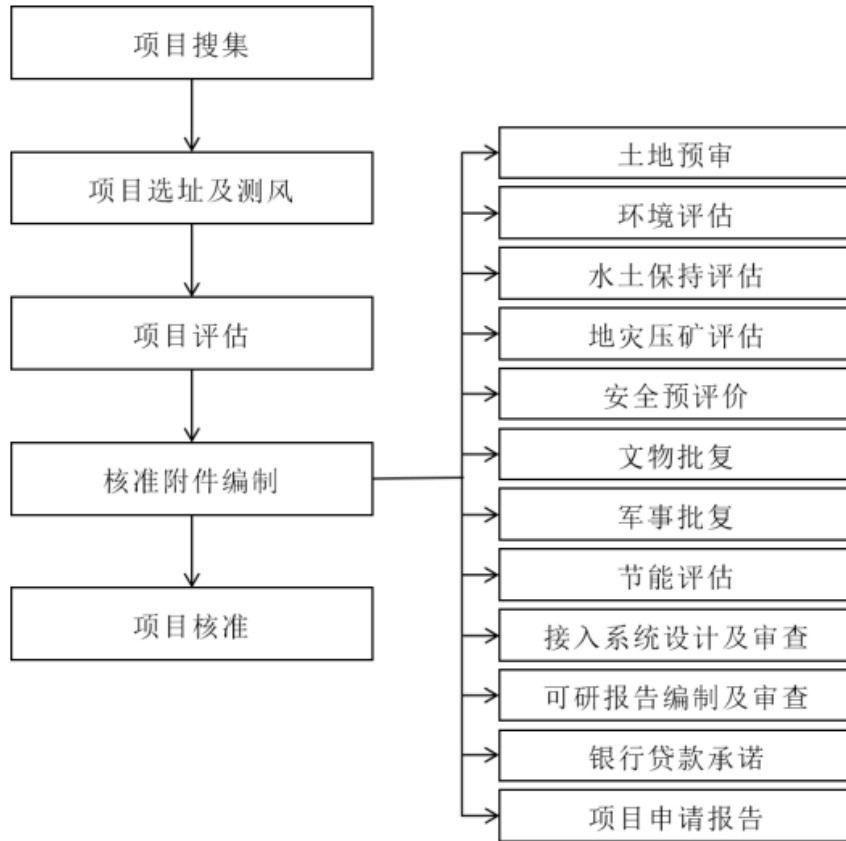 项目搜集
项目选址及测风
项目评估
核准附件编制
项目核准
土地预审
环境评估
水土保持评估
地灾压矿评估
安全预评价
文物批复
军事批复
节能评估
接入系统设计及审查
可研报告编制及审查
银行贷款承诺
项目申请报告